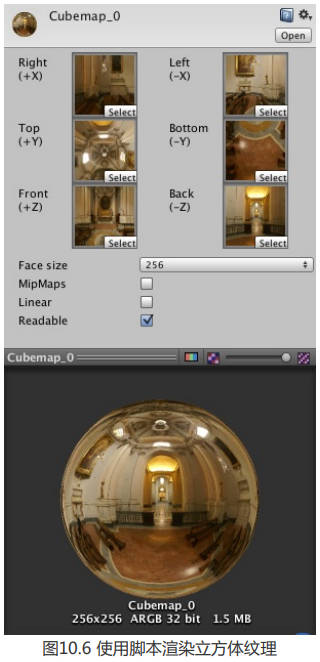 Cubemap_0
Open
Right Left
(+X) (-X)
Select Select
Top Bottom
(+Y) (-Y)
Select Select
Front Back
(+Z) (-Z)
Select Select
Face size 256
MipMaps
Linear
Readable
Cubemap_0
Cubemap_0
256x256 ARGB 32 bit 1.5 MB
图10.6 使用脚本渲染立方体纹理